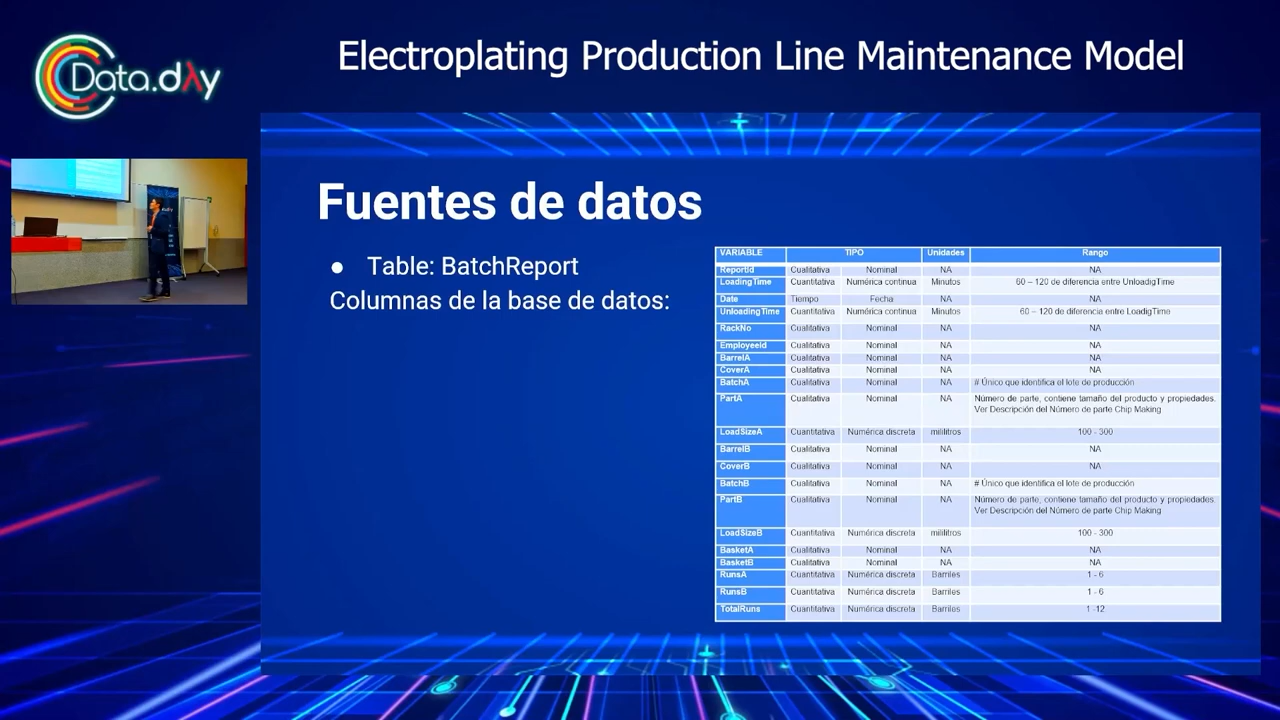 Data.dλy
Electroplating Production Line Maintenance Model
Fuentes de datos
● Table: BatchReport
Columnas de la base de datos:
VARIABLE TIPO Unidades Rango
ReportId Cualitativa Nominal NA NA
LoadingTime Cuantitativa Numérica continua Minutos 60 – 120 de diferencia entre UnloadigTime
Date Tiempo Fecha NA NA
UnloadingTime Cuantitativa Numérica continua Minutos 60 – 120 de diferencia entre LoadigTime
RackNo Cualitativa Nominal NA NA
EmployeeId Cualitativa Nominal NA NA
BarrelA Cualitativa Nominal NA NA
CoverA Cualitativa Nominal NA NA
BatchA Cualitativa Nominal NA # Único que identifica el lote de producción
PartA Cualitativa Nominal NA Número de parte, contiene tamaño del producto y propiedades.
Ver Descripción del Número de parte Chip Making
LoadSizeA Cuantitativa Numérica discreta mililitros 100 - 300
BarrelB Cualitativa Nominal NA NA
CoverB Cualitativa Nominal NA NA
BatchB Cualitativa Nominal NA # Único que identifica el lote de producción
PartB Cualitativa Nominal NA Número de parte, contiene tamaño del producto y propiedades.
Ver Descripción del Número de parte Chip Making
LoadSizeB Cuantitativa Numérica discreta mililitros 100 - 300
BasketA Cualitativa Nominal NA NA
BasketB Cualitativa Nominal NA NA
RunsA Cuantitativa Numérica discreta Barriles 1 - 6
RunsB Cuantitativa Numérica discreta Barriles 1 - 6
TotalRuns Cuantitativa Numérica discreta Barriles 1 -12